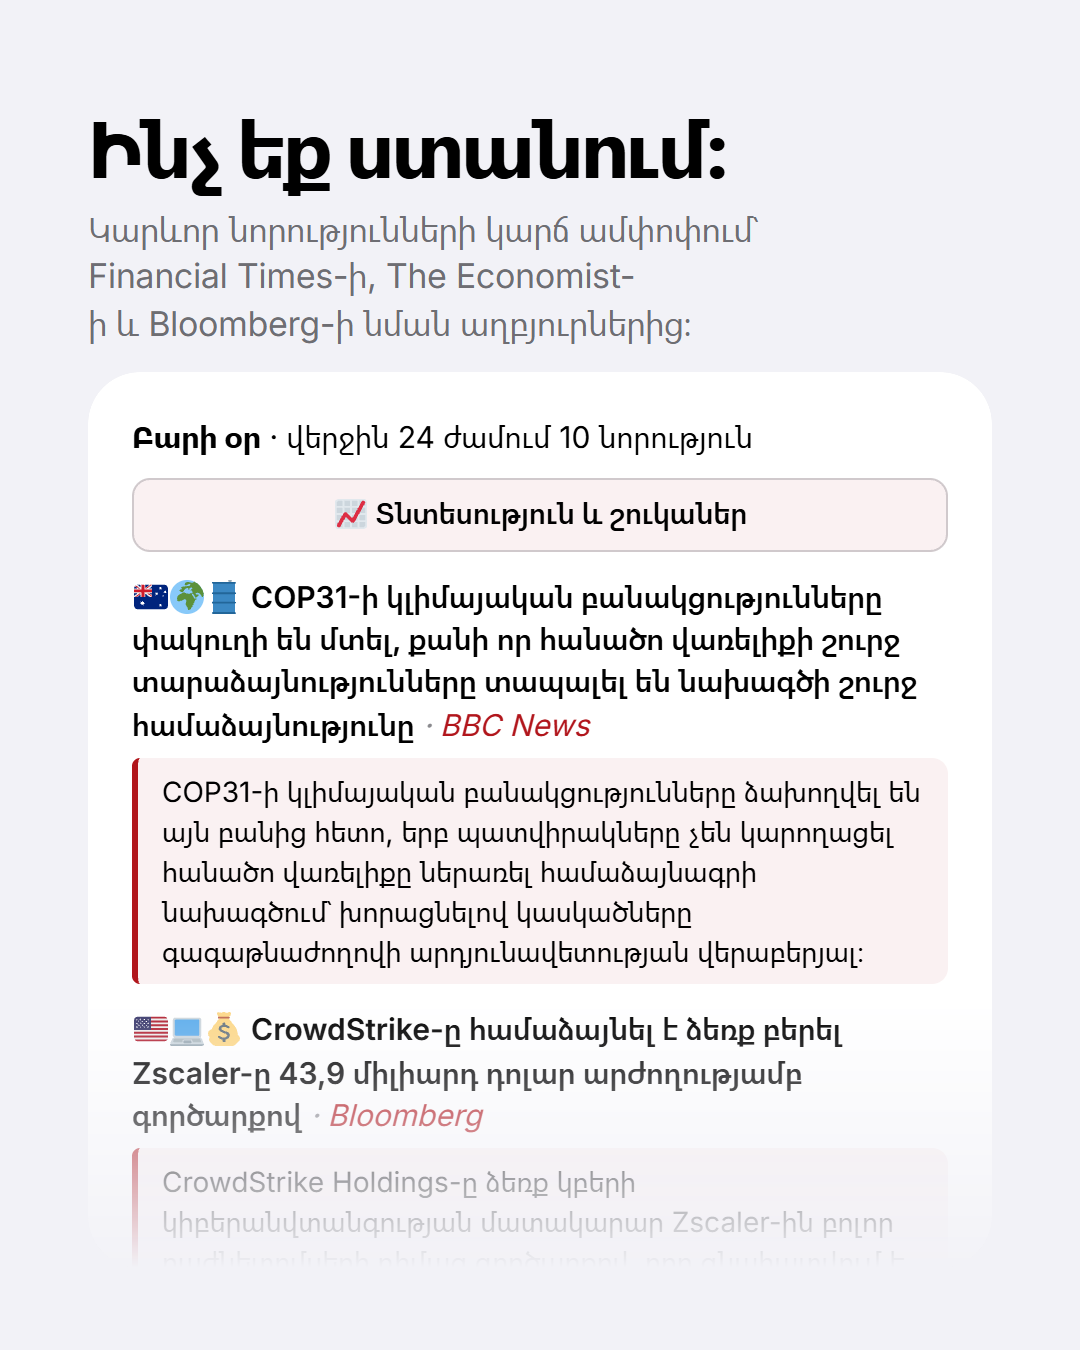 Ինչ եք ստանում:
Կարևոր նորությունների կարճ ամփոփում՝
Financial Times-ի, The Economist-
ի և Bloomberg-ի նման աղբյուրներից:
Բարի օր · վերջին 24 ժամում 10 նորություն
Տնտեսություն և շուկաներ
COP31-ի կլիմայական բանակցությունները
փակուղի են մտել, քանի որ հանածո վառելիքի շուրջ
տարաձայնությունները տապալել են նախագծի շուրջ
համաձայնությունը · BBC News
COP31-ի կլիմայական բանակցությունները ձախողվել են
այն բանից հետո, երբ պատվիրակները չեն կարողացել
հանածո վառելիքը ներառել համաձայնագրի
նախագծում՝ խորացնելով կասկածները
գագաթնաժողովի արդյունավետության վերաբերյալ:
CrowdStrike-ը համաձայնել է ձեռք բերել
Zscaler-ը 43,9 միլիարդ դոլար արժողությամբ
գործարքով · Bloomberg
CrowdStrike Holdings-ը ձեռք կբերի
կիբերանվտանգության մատակարար Zscaler-ին բոլոր